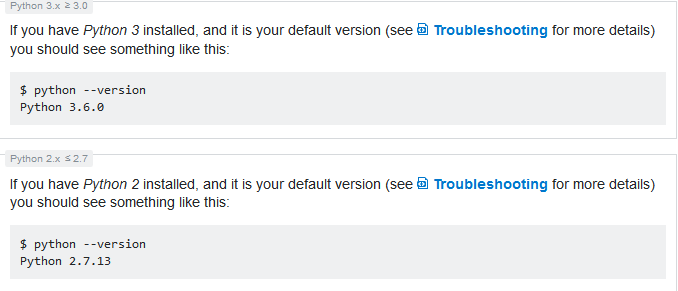 Python 3.x ≥ 3.0
If you have Python 3 installed, and it is your default version (see Troubleshooting for more details)
you should see something like this:
$ python --version
Python 3.6.0
Python 2.x ≤ 2.7
If you have Python 2 installed, and it is your default version (see Troubleshooting for more details)
you should see something like this:
$ python --version
Python 2.7.13